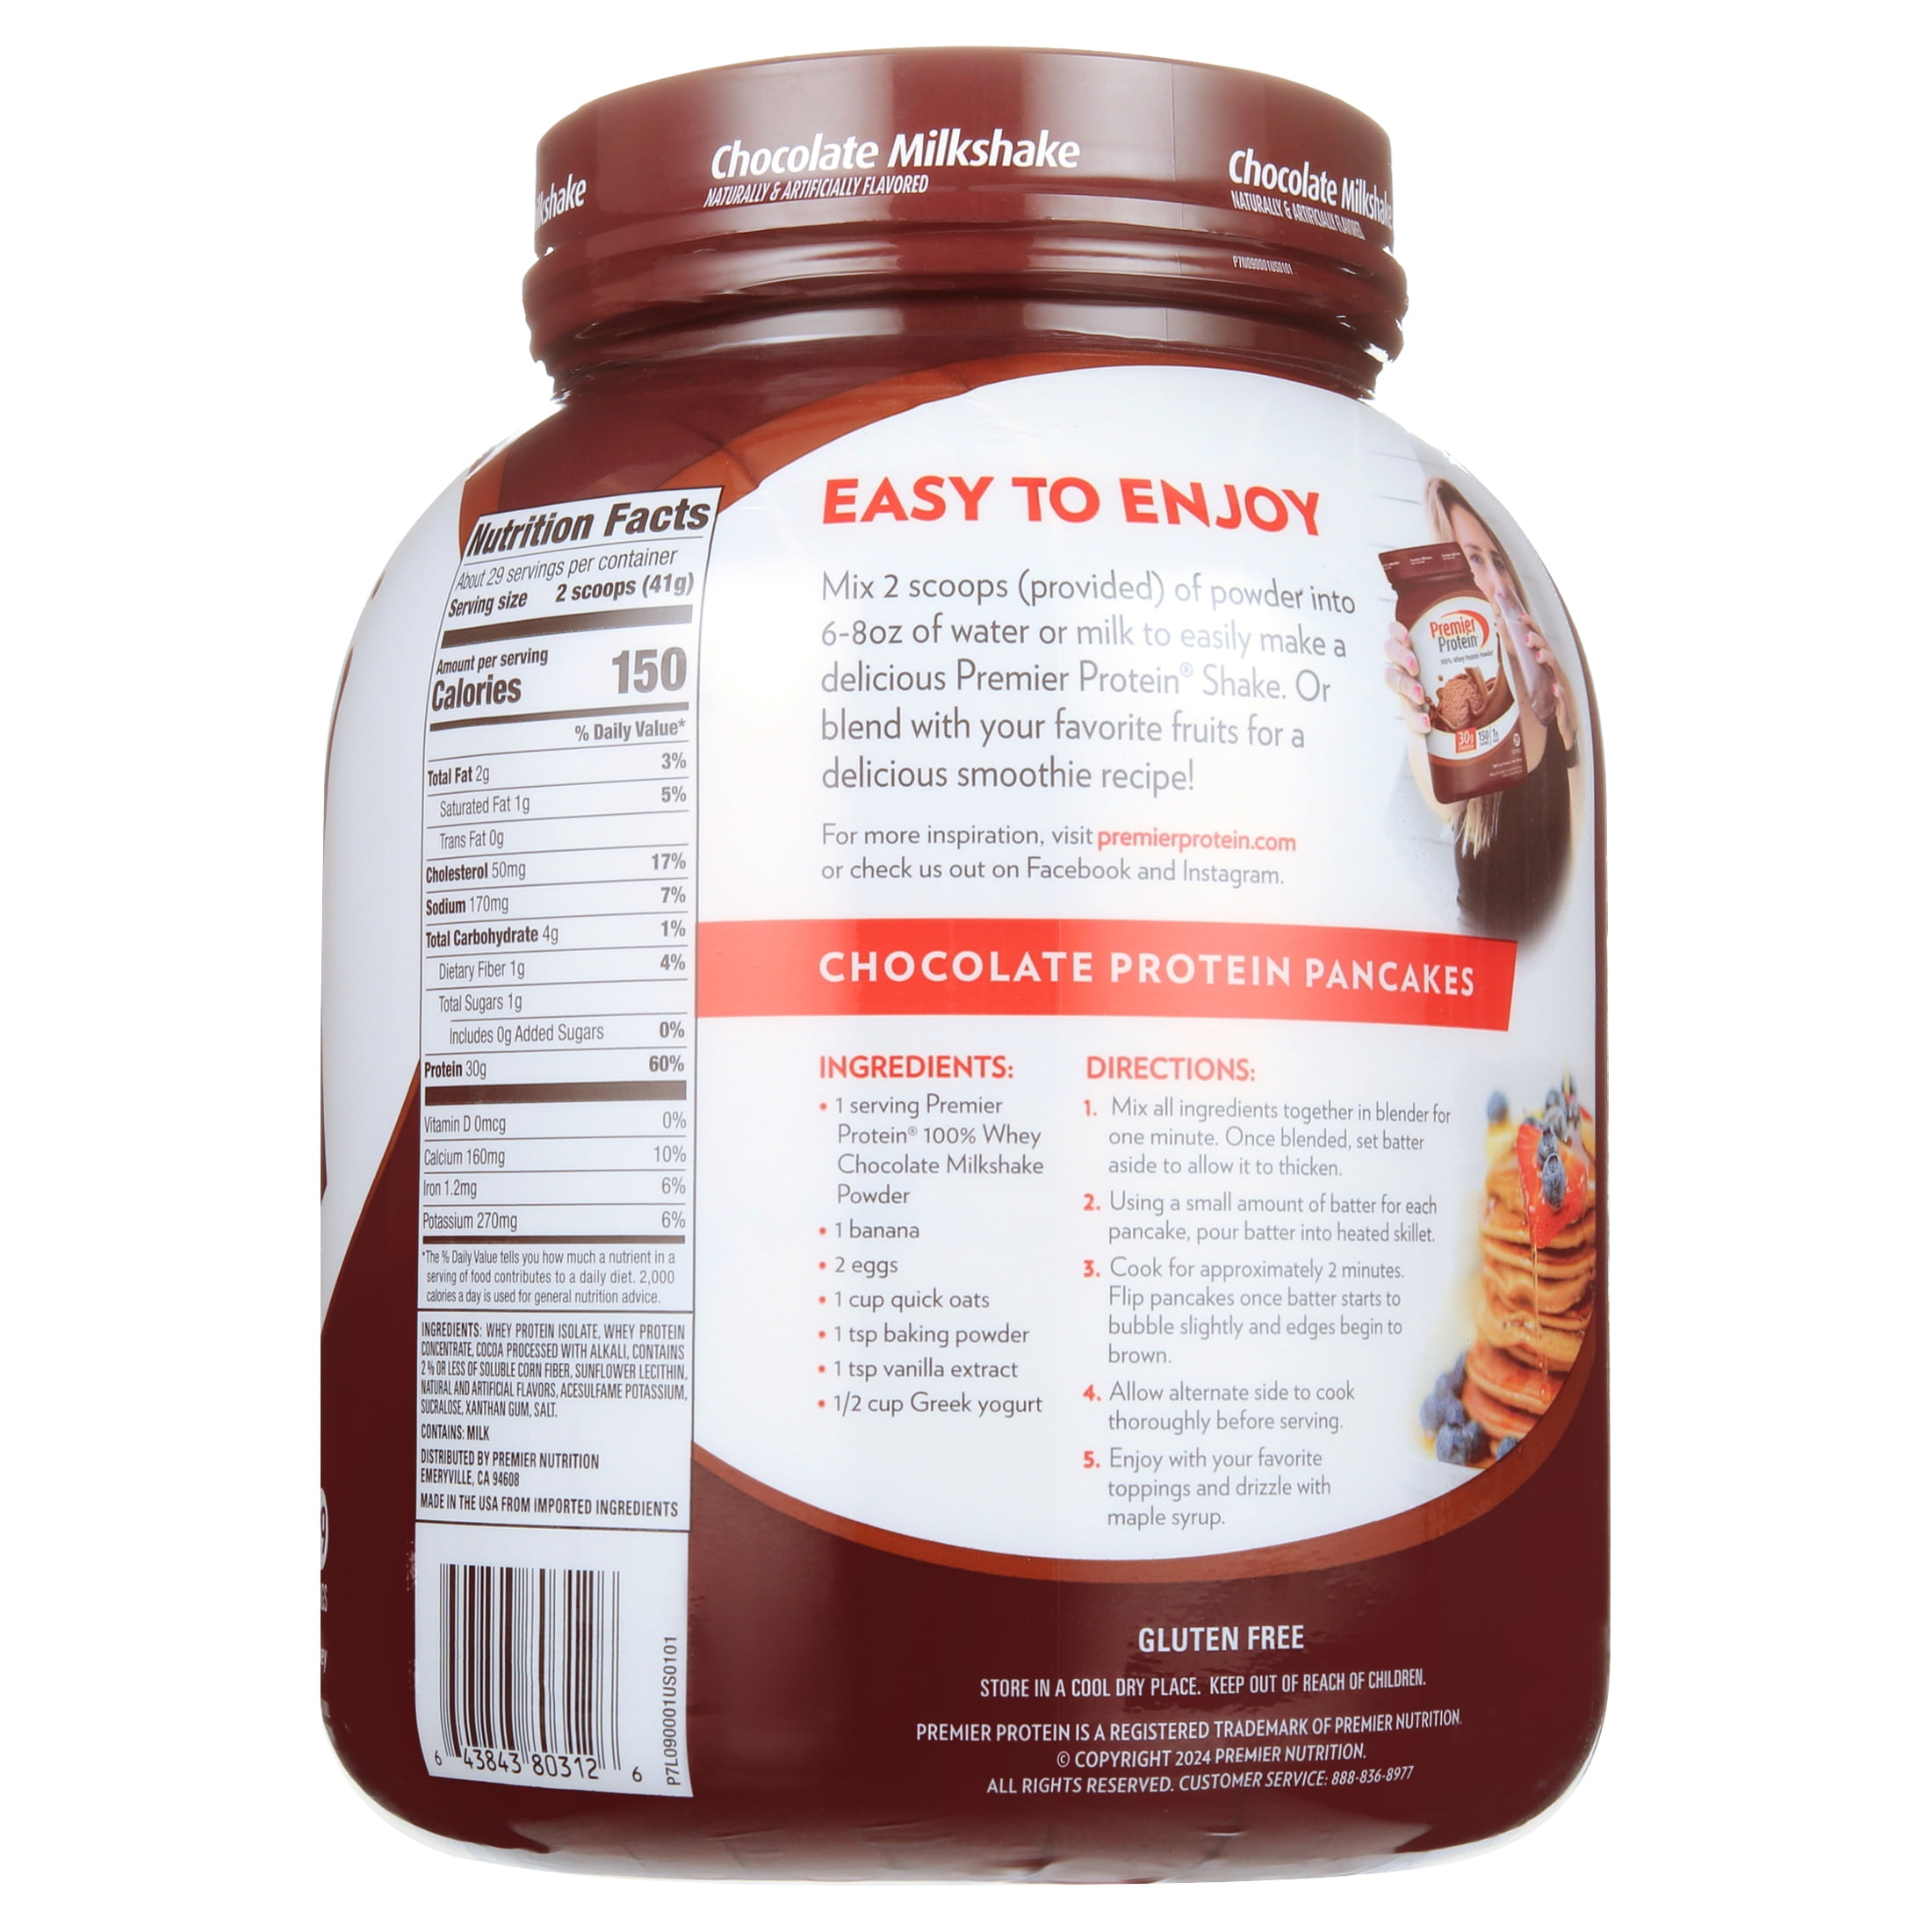 Chocolate Milkshake
NATURALLY & ARTIFICIALLY FLAVORED
Chocolate Milkshake
NATURALLY & ARTIFICIALLY FLAVORED
P7N090001US0101
Nutrition Facts
About 29 servings per container
Serving size 2 scoops (41g)
Amount per serving
Calories 150
% Daily Value*
Total Fat 2g 3%
Saturated Fat 1g 5%
Trans Fat 0g
Cholesterol 50mg 17%
Sodium 170mg 7%
Total Carbohydrate 4g 1%
Dietary Fiber 1g 4%
Total Sugars 1g
Includes 0g Added Sugars 0%
Protein 30g 60%
Vitamin D 0mcg 0%
Calcium 160mg 10%
Iron 1.2mg 6%
Potassium 270mg 6%
*The % Daily Value tells you how much a nutrient in a
serving of food contributes to a daily diet. 2,000
calories a day is used for general nutrition advice.
INGREDIENTS: WHEY PROTEIN ISOLATE, WHEY PROTEIN
CONCENTRATE, COCOA PROCESSED WITH ALKALI, CONTAINS
2% OR LESS OF SOLUBLE CORN FIBER, SUNFLOWER LECITHIN,
NATURAL AND ARTIFICIAL FLAVORS, ACESULFAME POTASSIUM,
SUCRALOSE, XANTHAN GUM, SALT.
CONTAINS: MILK
DISTRIBUTED BY PREMIER NUTRITION
EMERYVILLE, CA 94608
MADE IN THE USA FROM IMPORTED INGREDIENTS
6 43843 80312 6
P7L090001US0101
EASY TO ENJOY
Mix 2 scoops (provided) of powder into
6-8oz of water or milk to easily make a
delicious Premier Protein® Shake. Or
blend with your favorite fruits for a
delicious smoothie recipe!
For more inspiration, visit premierprotein.com
or check us out on Facebook and Instagram.
Premier
Protein
100% Whey Protein Powder
30g 150 1g
CHOCOLATE PROTEIN PANCAKES
INGREDIENTS:
• 1 serving Premier
Protein® 100% Whey
Chocolate Milkshake
Powder
• 1 banana
• 2 eggs
• 1 cup quick oats
• 1 tsp baking powder
• 1 tsp vanilla extract
• 1/2 cup Greek yogurt
DIRECTIONS:
1. Mix all ingredients together in blender for
one minute. Once blended, set batter
aside to allow it to thicken.
2. Using a small amount of batter for each
pancake, pour batter into heated skillet.
3. Cook for approximately 2 minutes.
Flip pancakes once batter starts to
bubble slightly and edges begin to
brown.
4. Allow alternate side to cook
thoroughly before serving.
5. Enjoy with your favorite
toppings and drizzle with
maple syrup.
GLUTEN FREE
STORE IN A COOL DRY PLACE. KEEP OUT OF REACH OF CHILDREN.
PREMIER PROTEIN IS A REGISTERED TRADEMARK OF PREMIER NUTRITION.
© COPYRIGHT 2024 PREMIER NUTRITION.
ALL RIGHTS RESERVED. CUSTOMER SERVICE: 888-836-8977